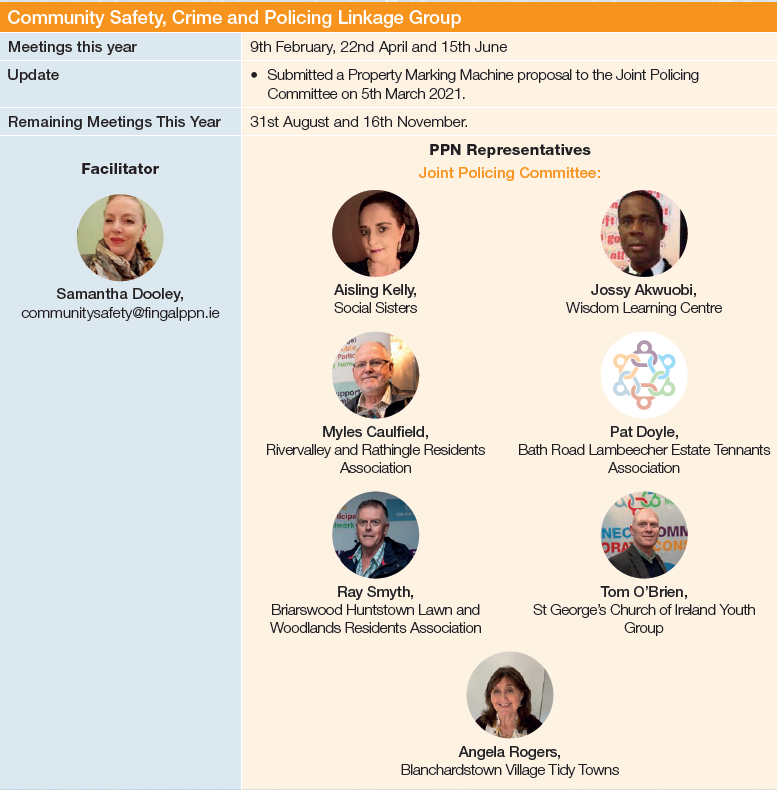 Community Safety, Crime and Policing Linkage Group
Meetings this year
9th February, 22nd April and 15th June
Update
• Submitted a Property Marking Machine proposal to the Joint Policing
Committee on 5th March 2021.
Remaining Meetings This Year
31st August and 16th November.
Facilitator
Samantha Dooley,
communitysafety@fingalppn.ie
PPN Representatives
Joint Policing Committee:
Aisling Kelly,
Social Sisters
Jossy Akwuobi,
Wisdom Learning Centre
Myles Caulfield,
Rivervalley and Rathingle Residents
Association
Pat Doyle,
Bath Road Lambeecher Estate Tennants
Association
Ray Smyth,
Briarswood Huntstown Lawn and
Woodlands Residents Association
Tom O'Brien,
St George's Church of Ireland Youth
Group
Angela Rogers,
Blanchardstown Village Tidy Towns